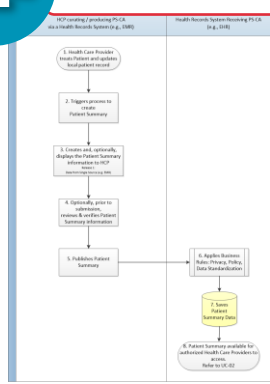 HCP curating / producing PS-CA
via a Health Records System (e.g., EMR)
Health Records System Receiving PS-CA
(e.g., EHR)
1. Health Care Provider
treats Patient and updates
local patient record
2. Triggers process to
create
Patient Summary
3. Creates and, optionally,
displays the Patient Summary
information to HCP
4. Optionally, prior to
submission,
reviews & verifies Patient
Summary information
5. Publishes Patient
Summary
6. Applies Business
Rules: Privacy, Policy,
Data Standardization
7. Saves
Patient
Summary Data
8. Patient Summary available for
authorized Health Care Providers to
access.
Refer to UC-02